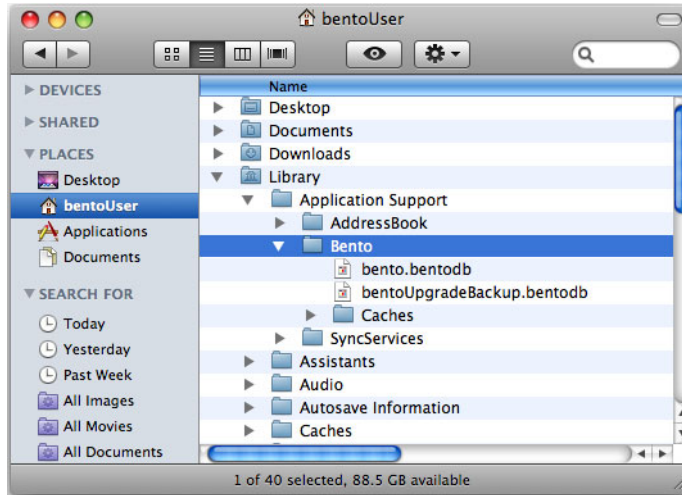 bentoUser
DEVICES
SHARED
PLACES
Desktop
bentoUser
Applications
Documents
SEARCH FOR
Today
Yesterday
Past Week
All Images
All Movies
All Documents
Name
Desktop
Documents
Downloads
Library
Application Support
AddressBook
Bento
bento.bentodb
bentoUpgradeBackup.bentodb
Caches
SyncServices
Assistants
Audio
Autosave Information
Caches
1 of 40 selected, 88.5 GB available